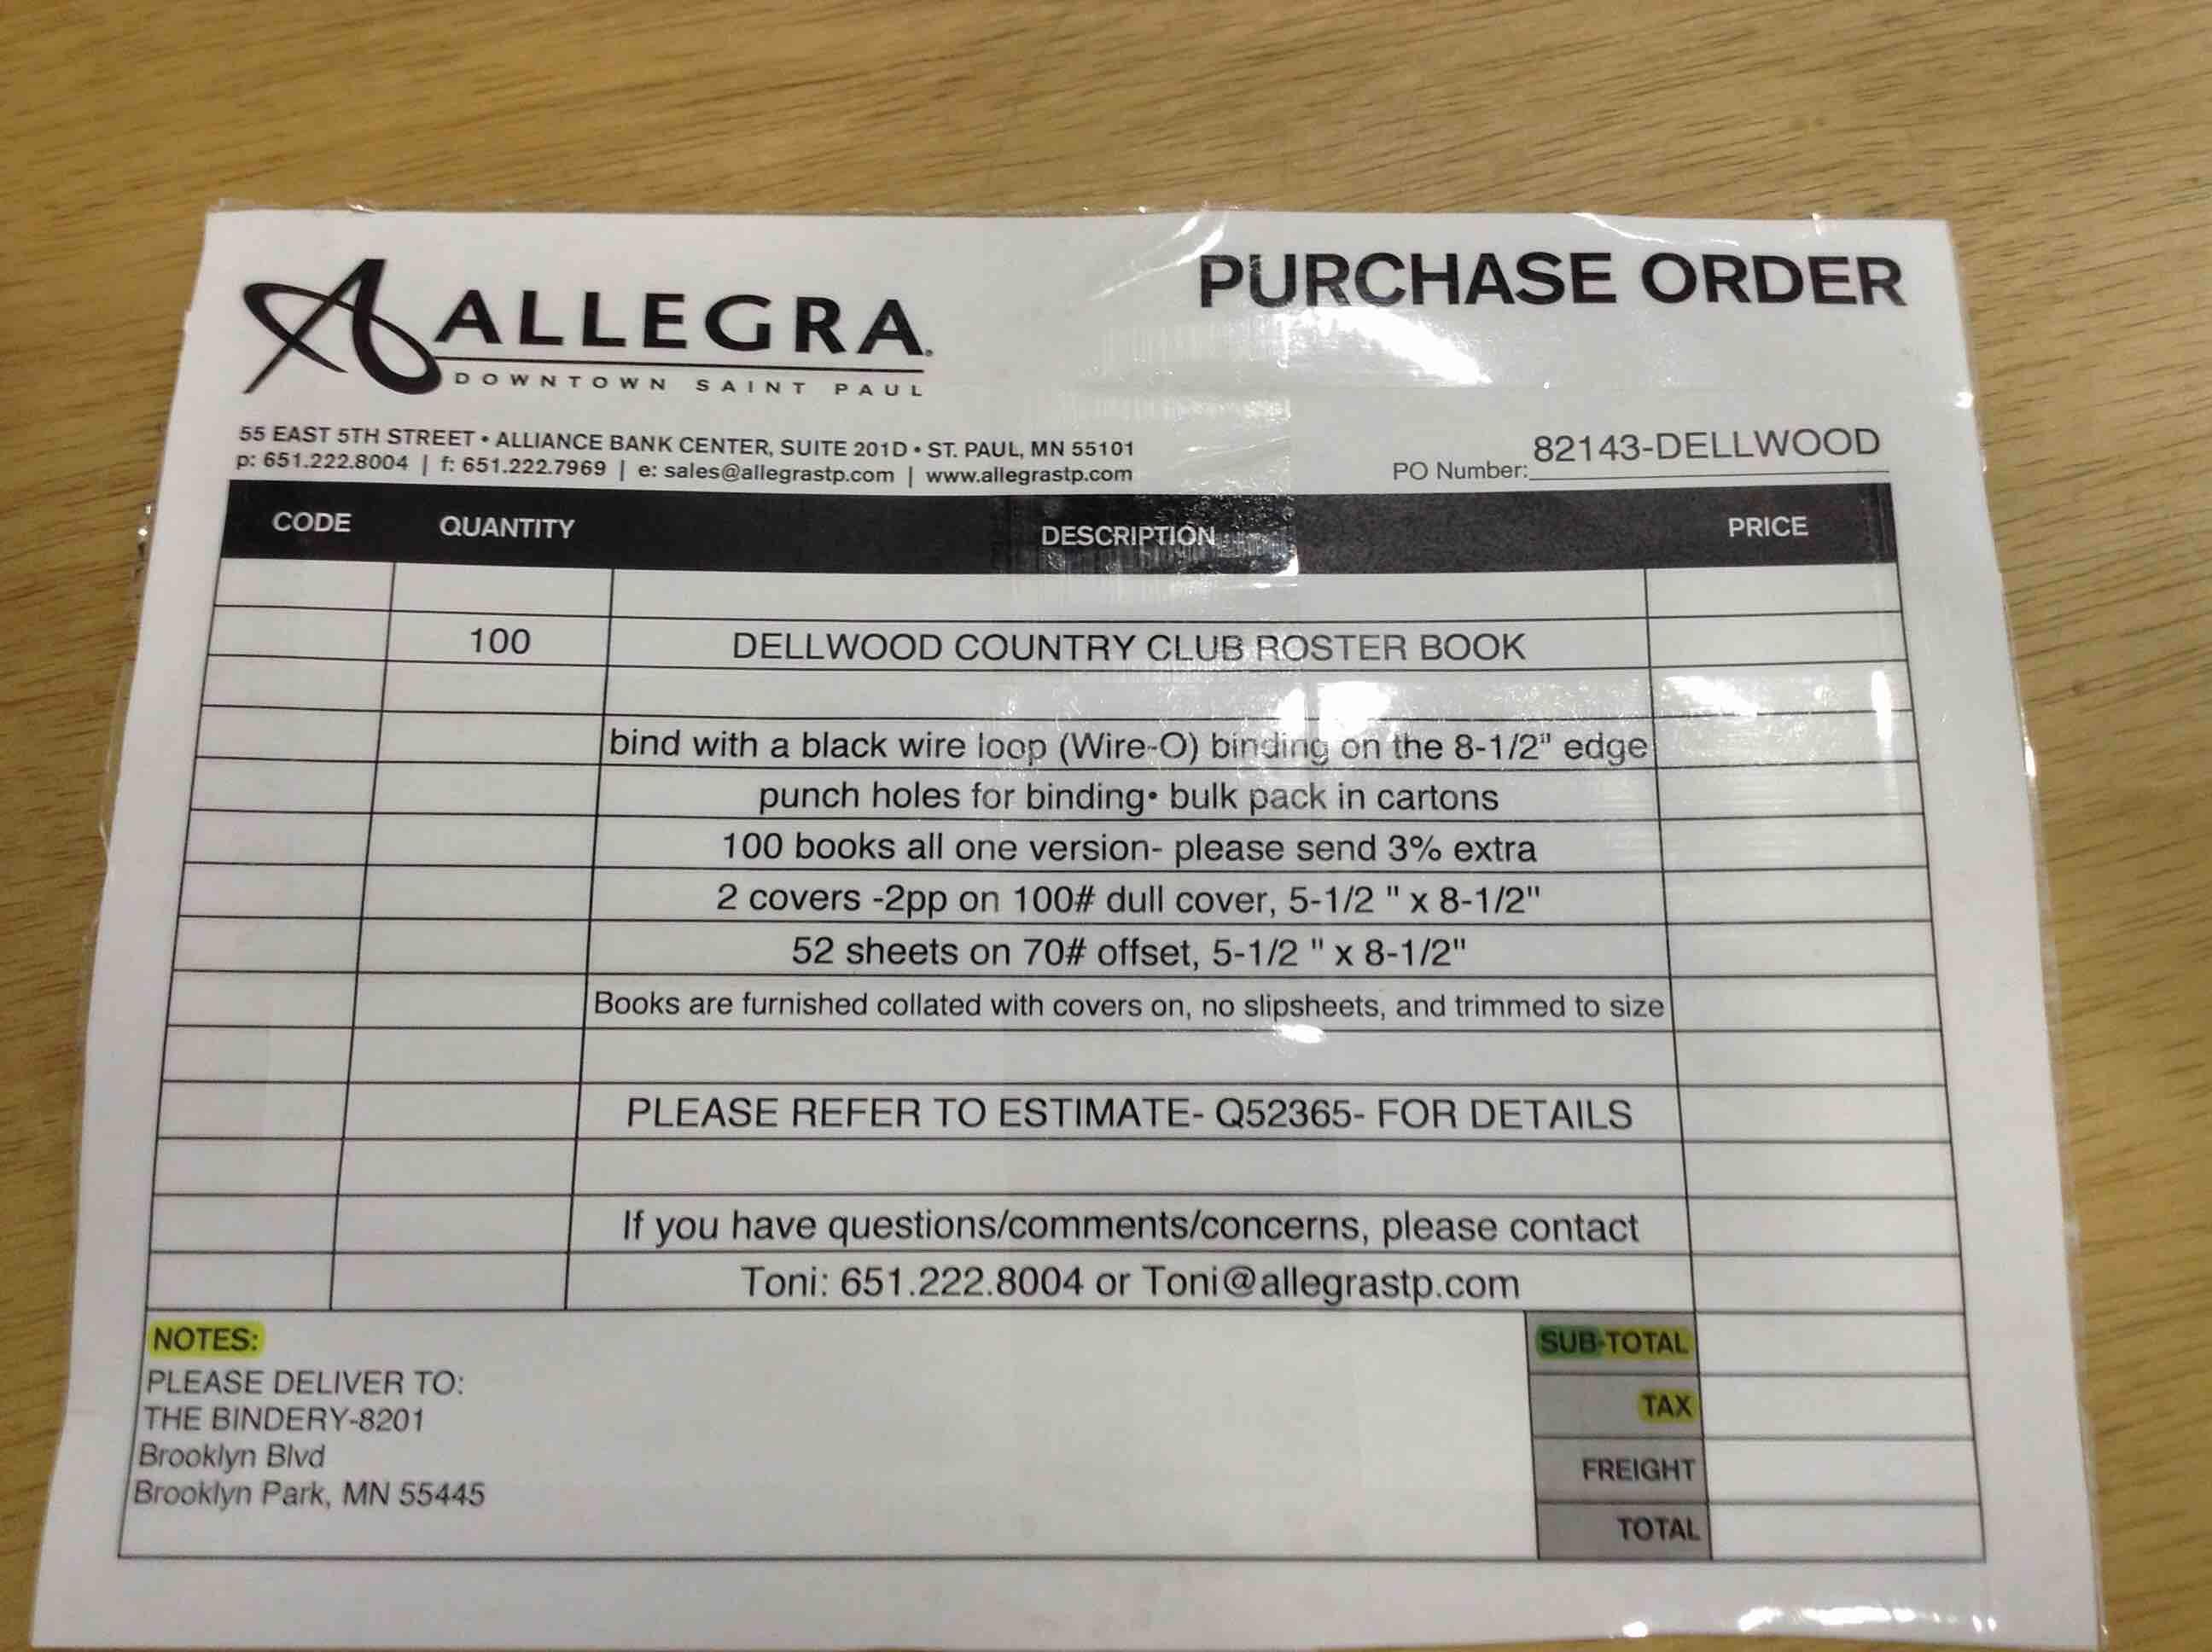 ALLEGRA
DOWNTOWN SAINT PAUL
PURCHASE ORDER
55 EAST 5TH STREET • ALLIANCE BANK CENTER, SUITE 201D • ST. PAUL, MN 55101
p: 651.222.8004 | f: 651.222.7969 | e: sales@allegrastp.com | www.allegrastp.com
PO Number: 82143-DELLWOOD
CODE QUANTITY DESCRIPTION PRICE
100 DELLWOOD COUNTRY CLUB ROSTER BOOK
bind with a black wire loop (Wire-O) binding on the 8-1/2" edge
punch holes for binding• bulk pack in cartons
100 books all one version- please send 3% extra
2 covers -2pp on 100# dull cover, 5-1/2 " x 8-1/2"
52 sheets on 70# offset, 5-1/2 " x 8-1/2"
Books are furnished collated with covers on, no slipsheets, and trimmed to size
PLEASE REFER TO ESTIMATE- Q52365- FOR DETAILS
If you have questions/comments/concerns, please contact
Toni: 651.222.8004 or Toni@allegrastp.com
NOTES:
PLEASE DELIVER TO:
THE BINDERY-8201
Brooklyn Blvd
Brooklyn Park, MN 55445
SUB-TOTAL
TAX
FREIGHT
TOTAL